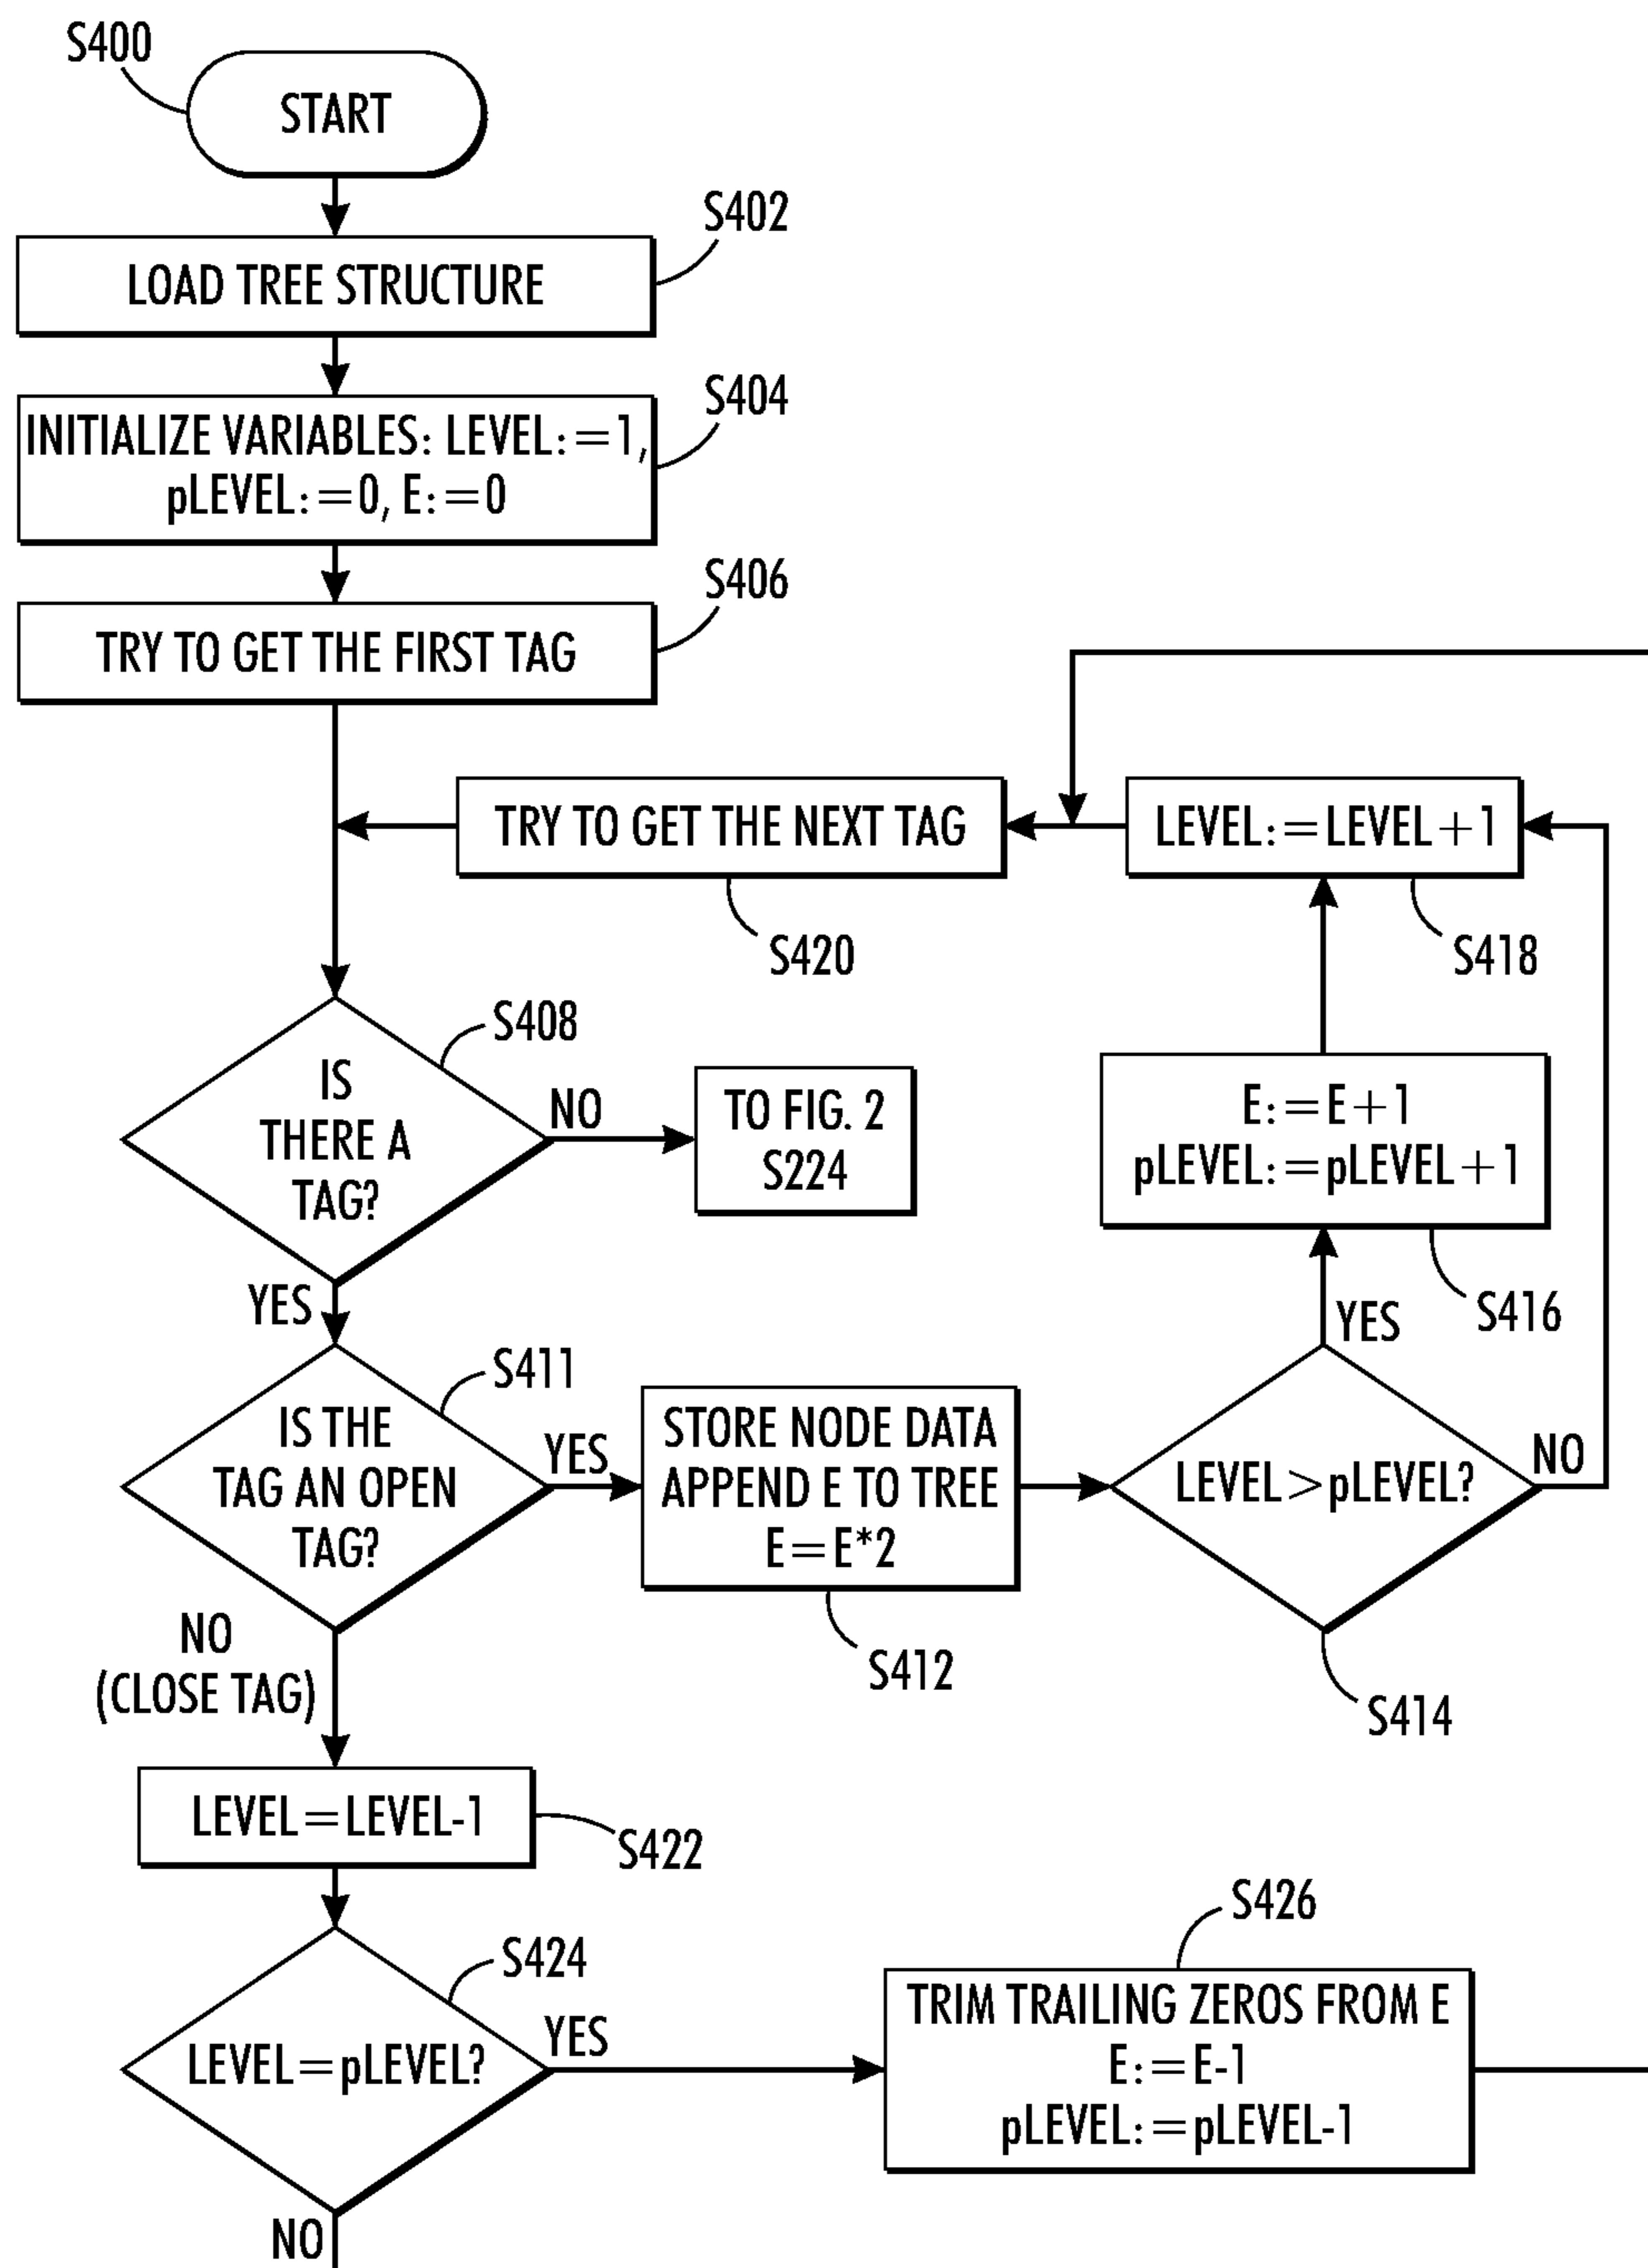 S400
START
S402
LOAD TREE STRUCTURE
S404
INITIALIZE VARIABLES: LEVEL:=1,
pLEVEL:=0, E:=0
S406
TRY TO GET THE FIRST TAG
TRY TO GET THE NEXT TAG
LEVEL:=LEVEL+1
S420
S418
S408
IS
THERE A
TAG?
NO
TO FIG. 2
S224
E:=E+1
pLEVEL:=pLEVEL+1
S416
YES
YES
S411
IS THE
TAG AN OPEN
TAG?
YES
STORE NODE DATA
APPEND E TO TREE
E=E*2
S412
LEVEL>pLEVEL?
NO
S414
NO
(CLOSE TAG)
LEVEL=LEVEL-1
S422
S424
LEVEL=pLEVEL?
YES
S426
TRIM TRAILING ZEROS FROM E
E:=E-1
pLEVEL:=pLEVEL-1
NO